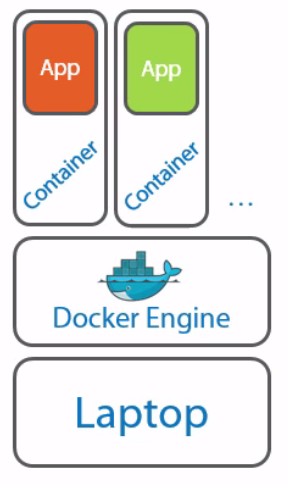 App
App
Container
Container
...
Docker Engine
Laptop